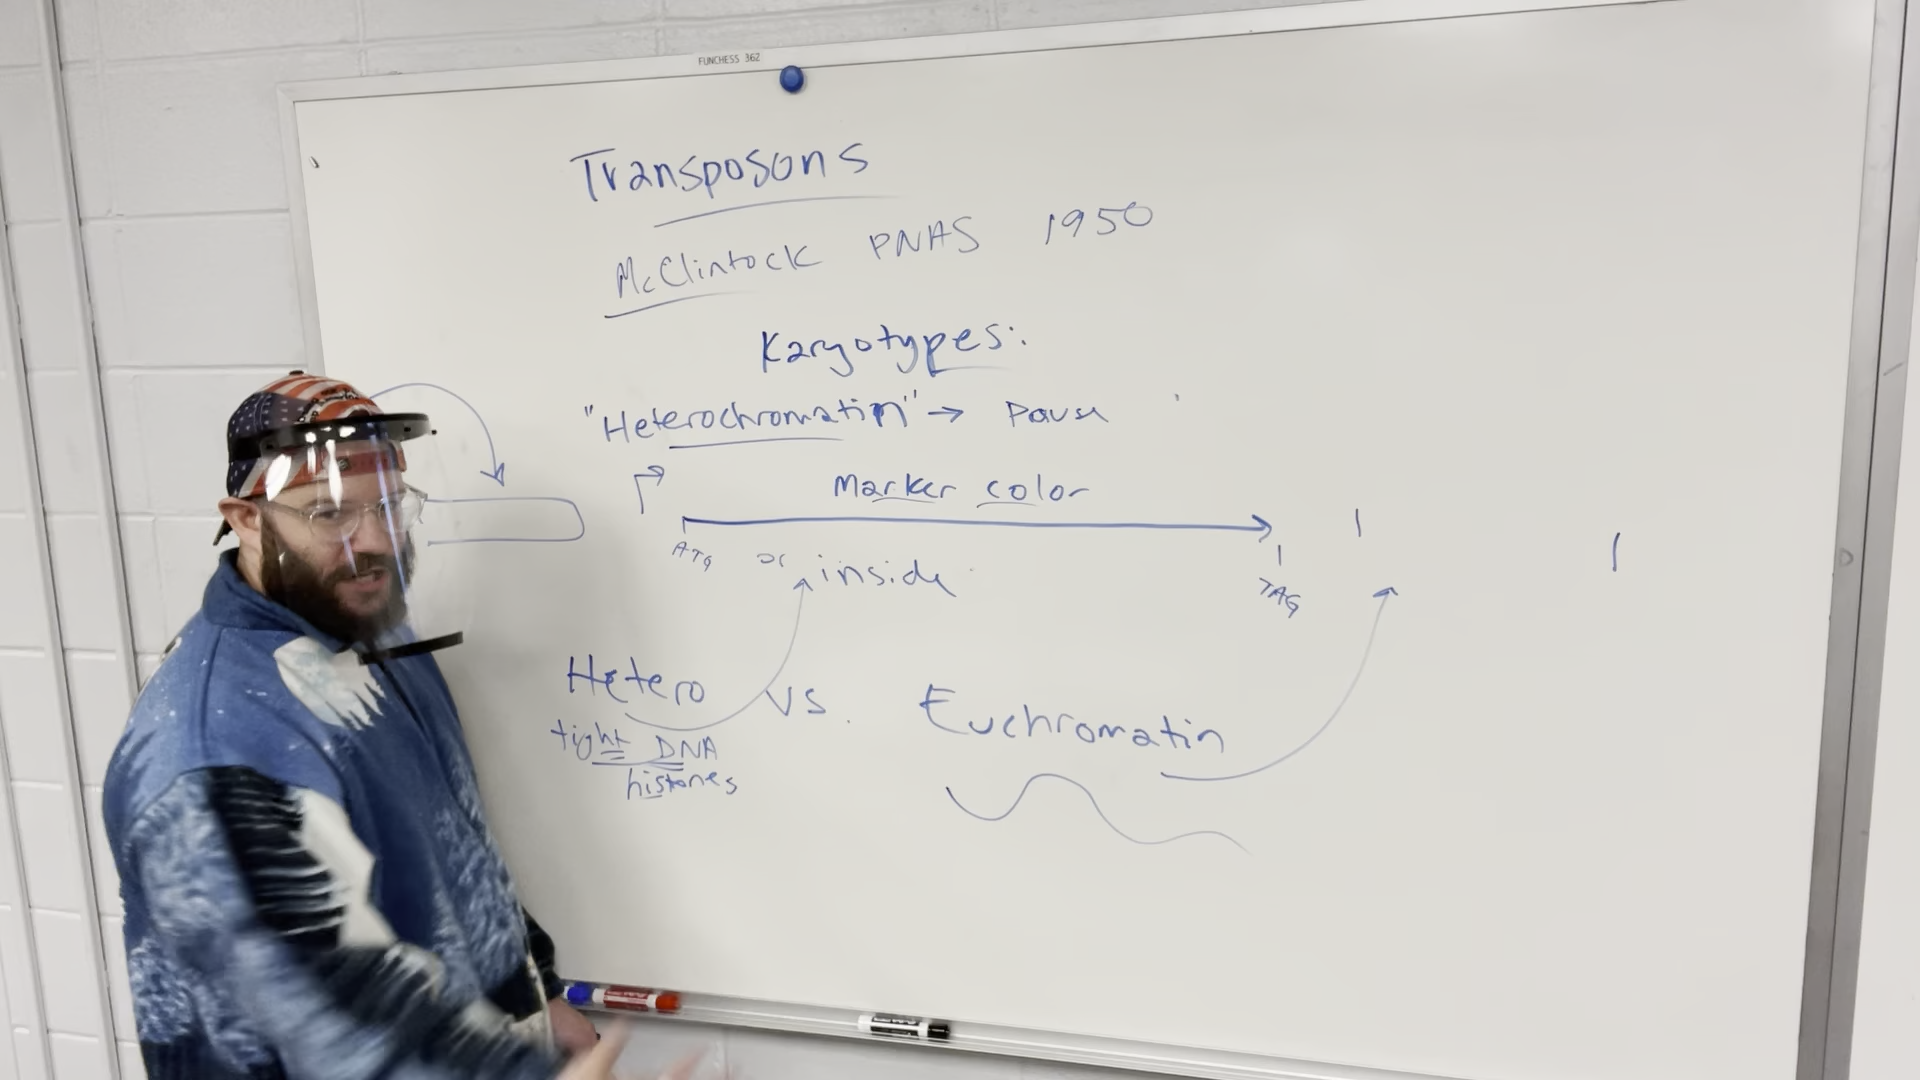 FUNCHESS 362
Transposons
McClintock PNAS 1950
Karyotypes:
"Heterochromatin" → Pause
Marker color
ATG or inside
TAG
Hetero vs. Euchromatin
tight DNA
histones